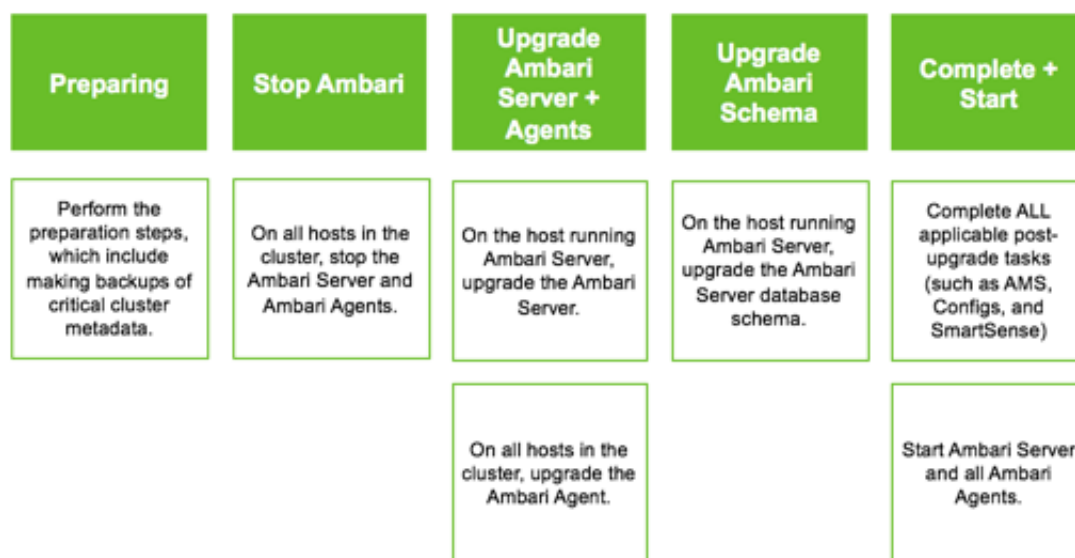 Preparing
Stop Ambari
Upgrade
Ambari
Server +
Agents
Upgrade
Ambari
Schema
Complete +
Start
Perform the
preparation steps,
which include
making backups of
critical cluster
metadata.
On all hosts in the
cluster, stop the
Ambari Server and
Ambari Agents.
On the host running
Ambari Server,
upgrade the Ambari
Server.
On the host running
Ambari Server,
upgrade the Ambari
Server database
schema.
Complete ALL
applicable post-
upgrade tasks
(such as AMS,
Configs, and
SmartSense)
On all hosts in the
cluster, upgrade the
Ambari Agent.
Start Ambari Server
and all Ambari
Agents.